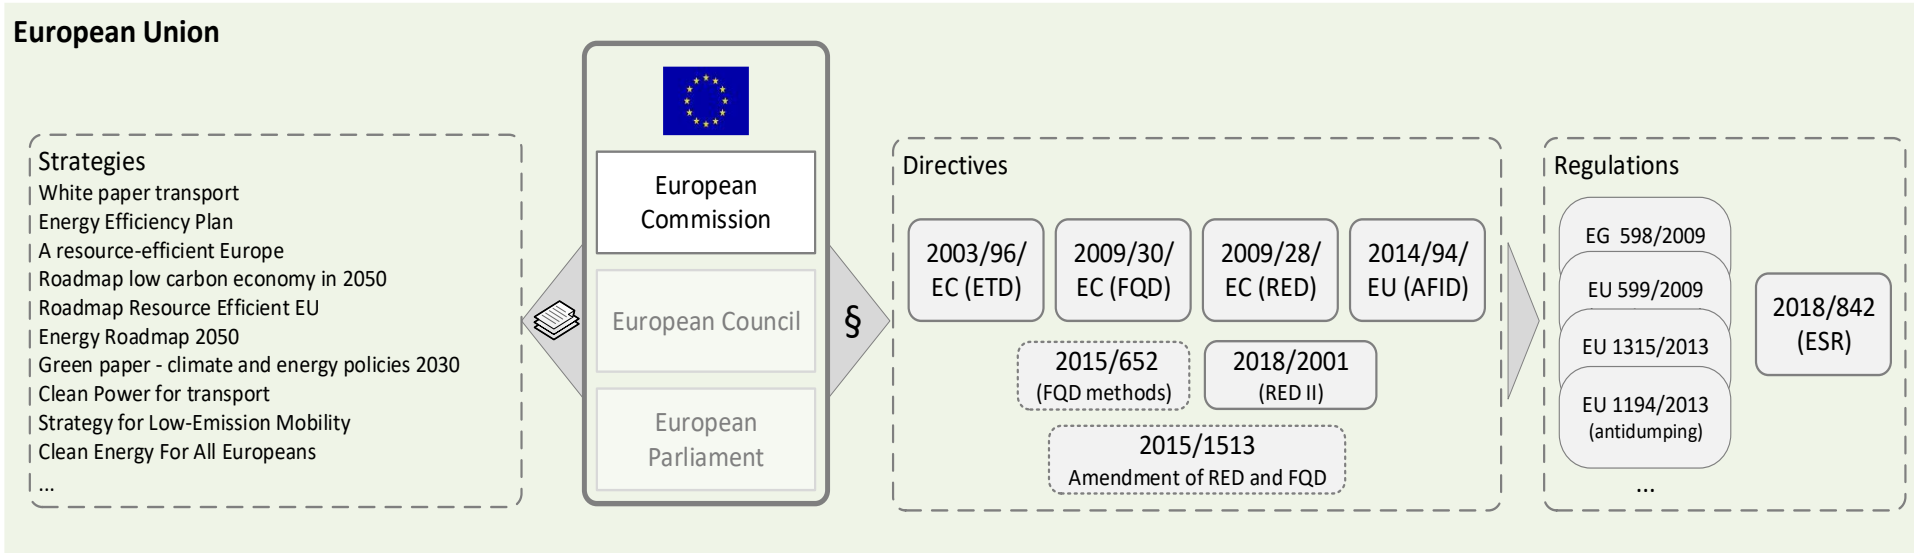 European Union
Strategies
White paper transport
Energy Efficiency Plan
A resource-efficient Europe
Roadmap low carbon economy in 2050
Roadmap Resource Efficient EU
Energy Roadmap 2050
Green paper - climate and energy policies 2030
Clean Power for transport
Strategy for Low-Emission Mobility
Clean Energy For All Europeans
...
European
Commission
European Council
European
Parliament
§
Directives
2003/96/
EC (ETD)
2009/30/
EC (FQD)
2009/28/
EC (RED)
2014/94/
EU (AFID)
2015/652
(FQD methods)
2018/2001
(RED II)
2015/1513
Amendment of RED and FQD
Regulations
EG 598/2009
EU 599/2009
EU 1315/2013
EU 1194/2013
(antidumping)
...
2018/842
(ESR)